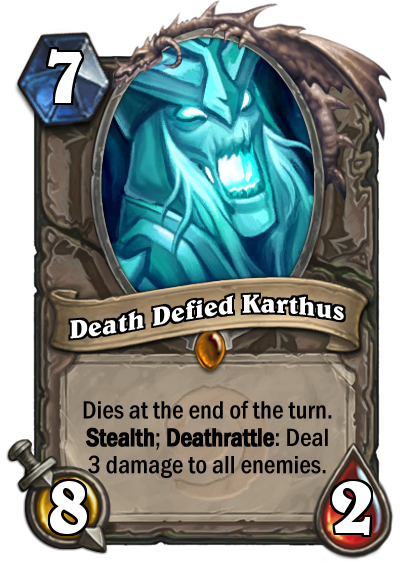 7
Death Defied Karthus
Dies at the end of the turn.
Stealth; Deathrattle: Deal
3 damage to all enemies.
8
2